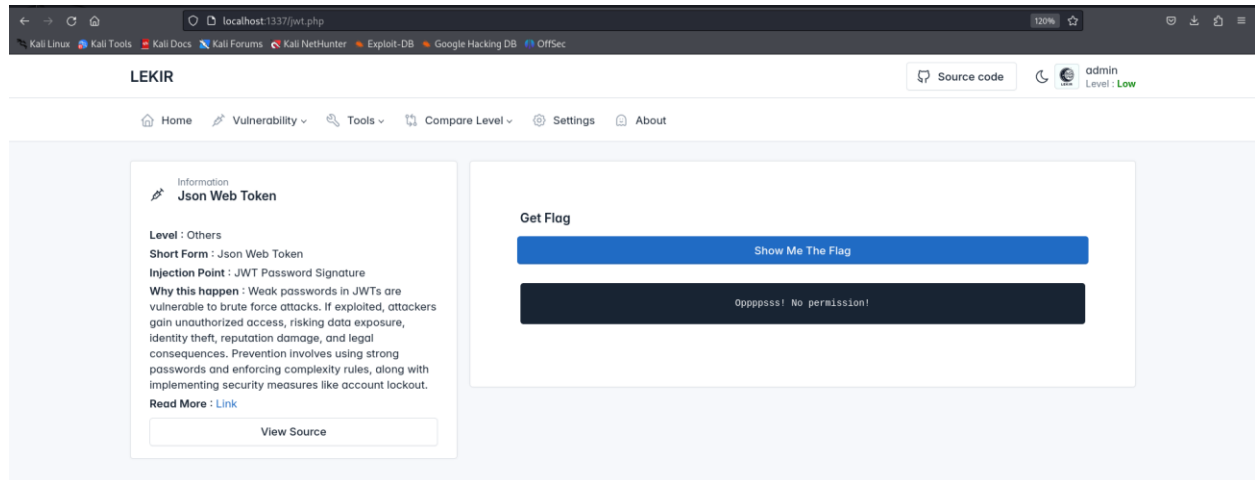 localhost:1337/jwt.php
120%
Kali Linux Kali Tools Kali Docs Kali Forums Kali NetHunter Exploit-DB Google Hacking DB OffSec
LEKIR
Source code
admin
Level : Low
Home Vulnerability Tools Compare Level Settings About
Information
Json Web Token
Level : Others
Short Form : Json Web Token
Injection Point : JWT Password Signature
Why this happen : Weak passwords in JWTs are
vulnerable to brute force attacks. If exploited, attackers
gain unauthorized access, risking data exposure,
identity theft, reputation damage, and legal
consequences. Prevention involves using strong
passwords and enforcing complexity rules, along with
implementing security measures like account lockout.
Read More : Link
View Source
Get Flag
Show Me The Flag
Oppppsss! No permission!